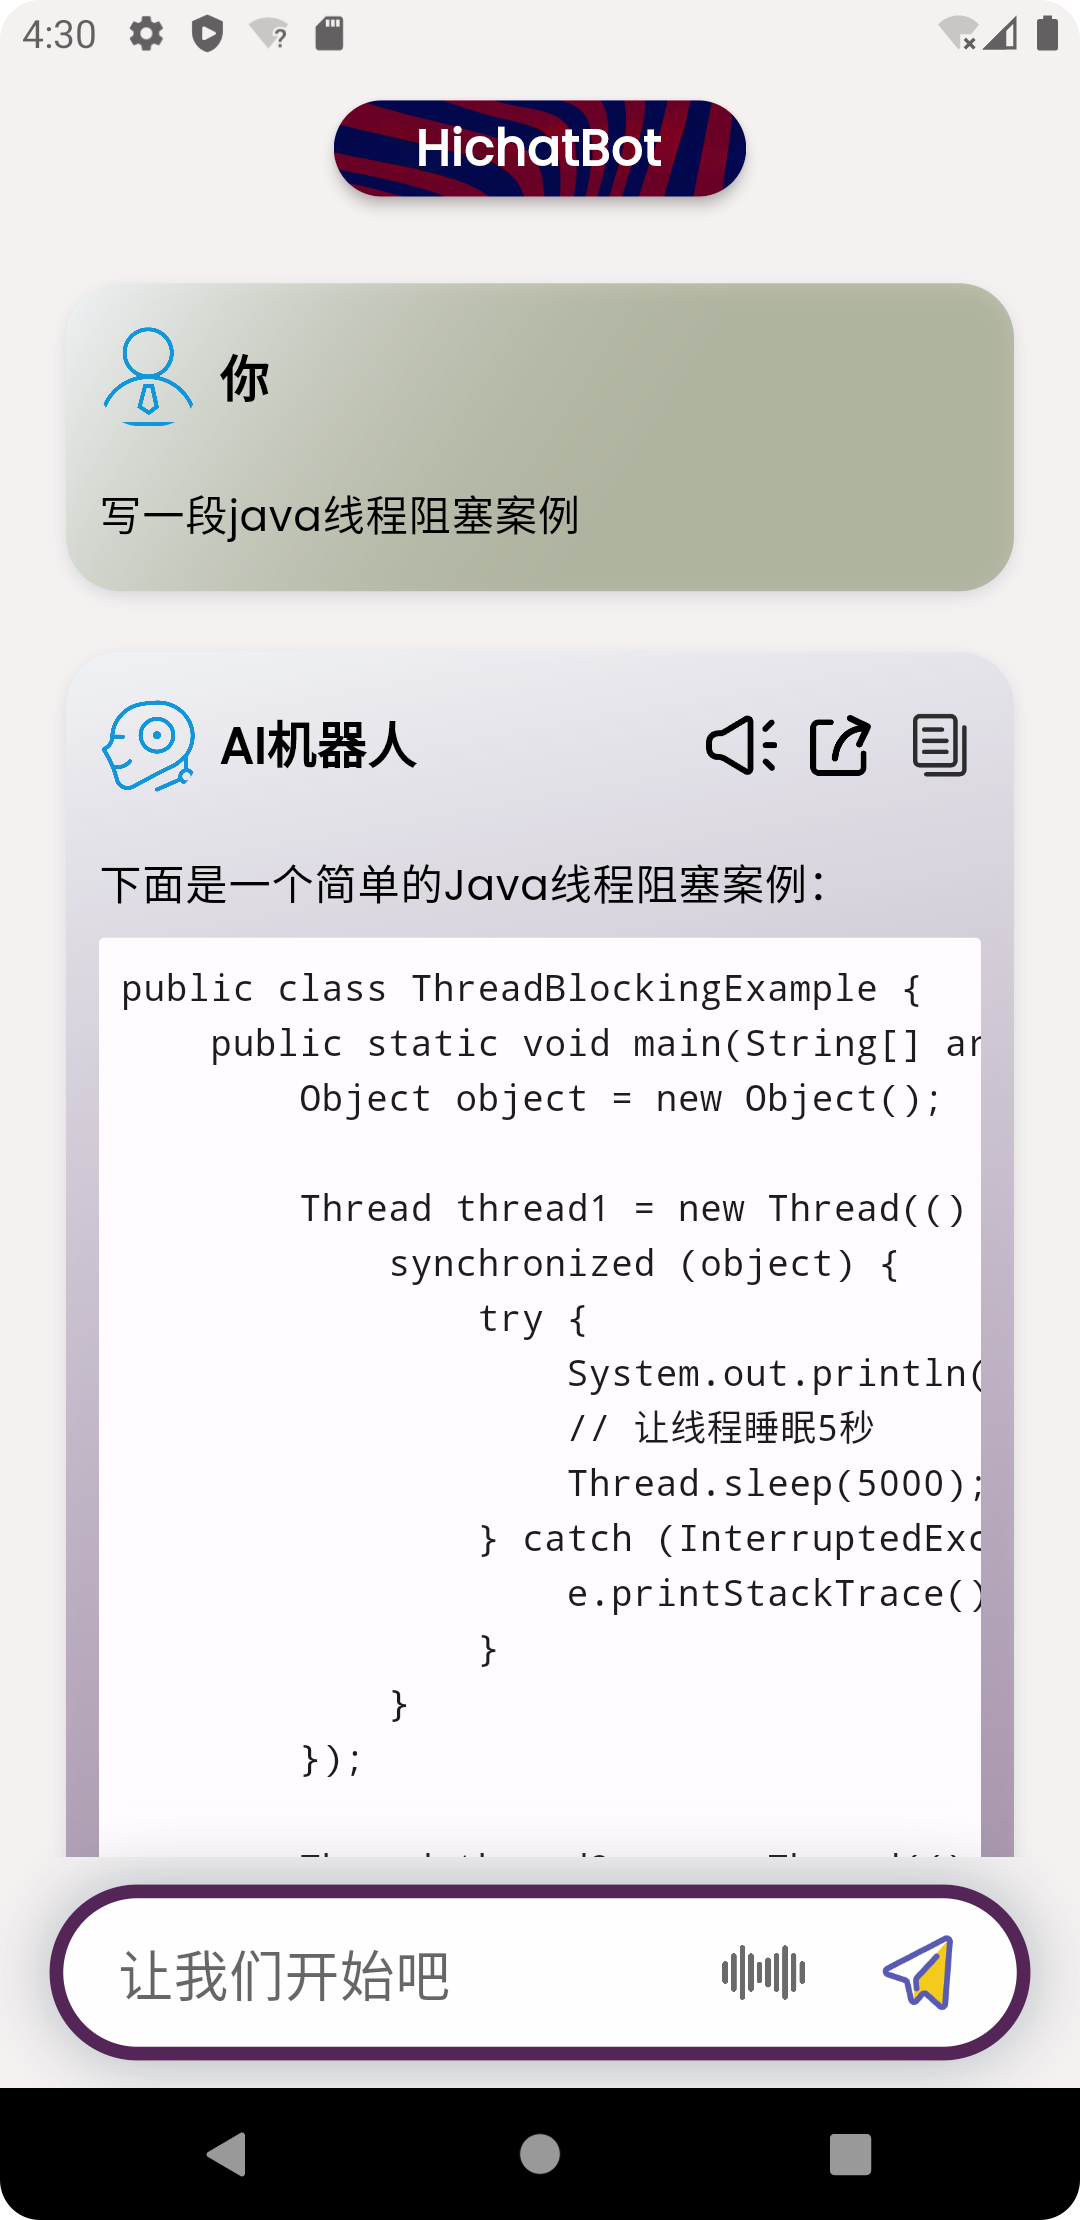 4:30
HichatBot
你
写一段java线程阻塞案例
AI机器人
下面是一个简单的Java线程阻塞案例：
public class ThreadBlockingExample {
public static void main(String[] ar
Object object = new Object();
Thread thread1 = new Thread(()
synchronized (object) {
try {
System.out.println(
// 让线程睡眠5秒
Thread.sleep(5000);
} catch (InterruptedExc
e.printStackTrace()
}
}
});
让我们开始吧